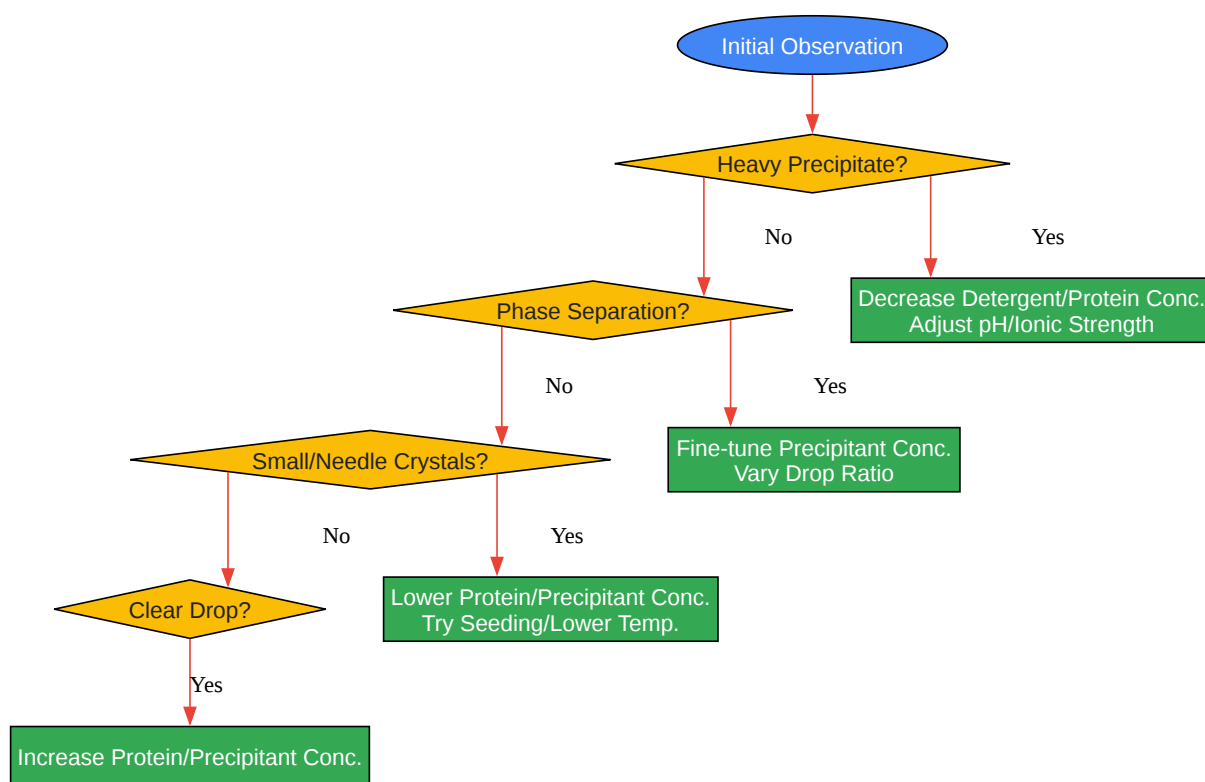 Initial Observation
Heavy Precipitate?
No
Yes
Decrease Detergent/Protein Conc.
Adjust pH/Ionic Strength
Phase Separation?
No
Yes
Fine-tune Precipitant Conc.
Vary Drop Ratio
Small/Needle Crystals?
No
Yes
Lower Protein/Precipitant Conc.
Try Seeding/Lower Temp.
Clear Drop?
Yes
Increase Protein/Precipitant Conc.